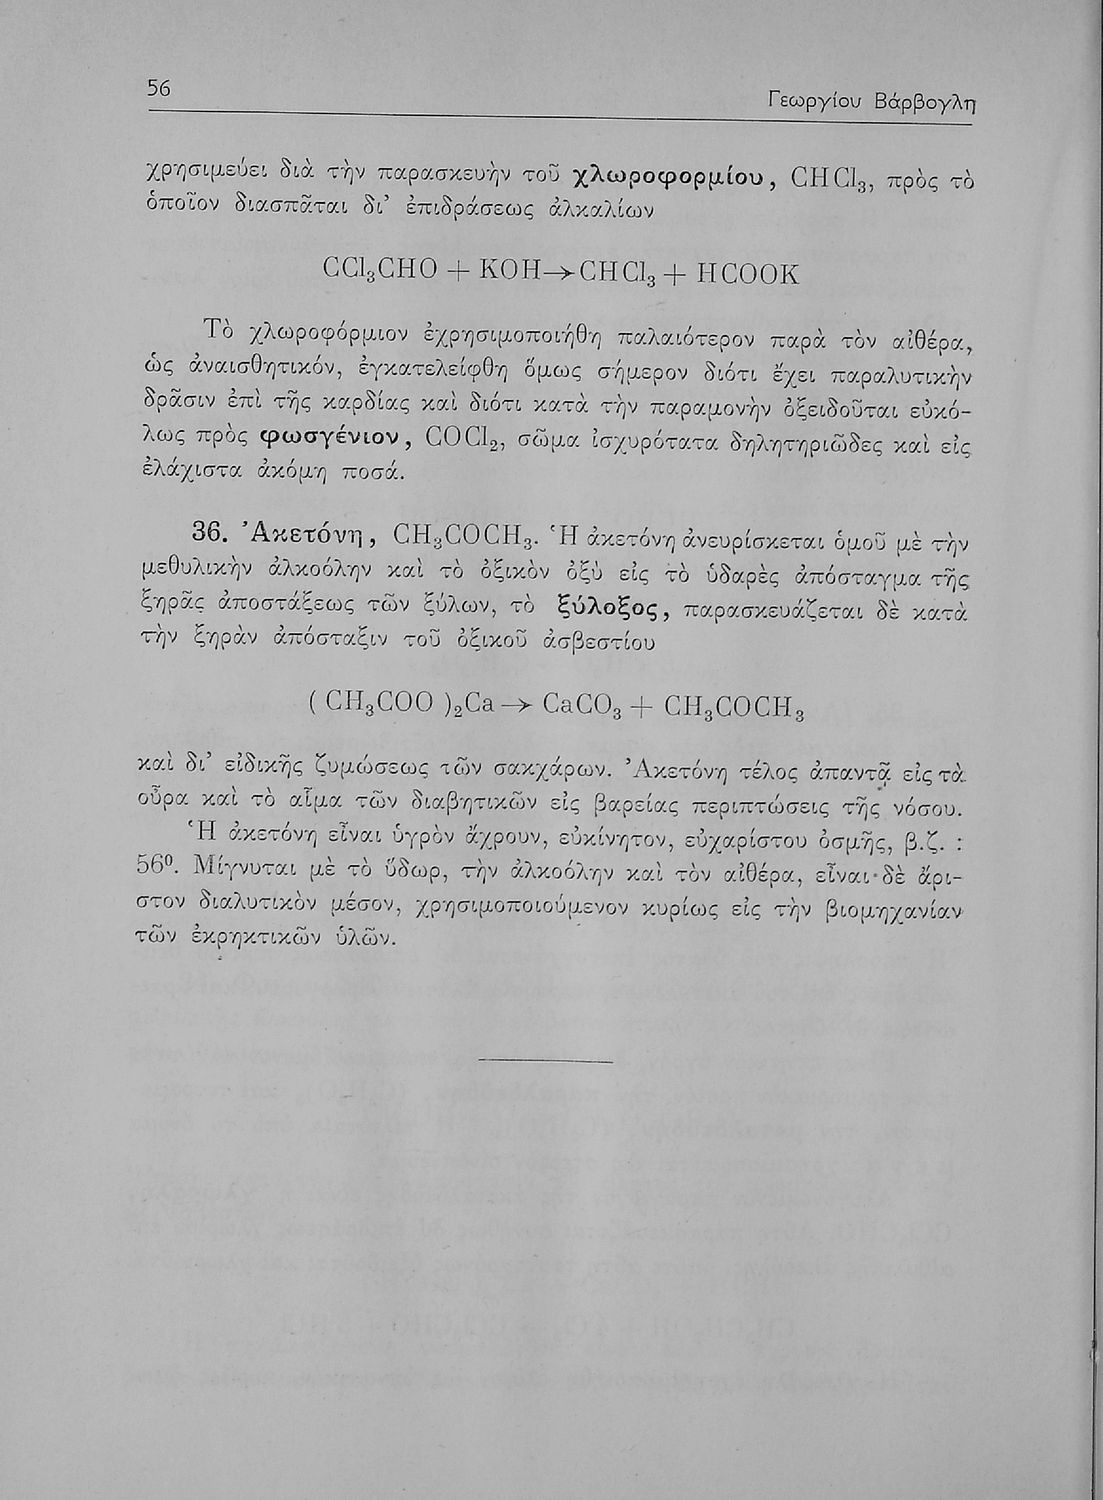 56
Γεωργίου Βάρβογλη
χρησιμεύει διὰ τὴν παρασκευὴν τοῦ χλωροφορμίου, CHCl₃, πρὸς τὸ
ὁποῖον διασπᾶται δι’ ἐπιδράσεως ἀλκαλίων
CCl₃CHO + KOH→CHCl₃ + HCOOK
Τὸ χλωροφόρμιον ἐχρησιμοποιήθη παλαιότερον παρὰ τὸν αἰθέρα,
ὡς ἀναισθητικόν, ἐγκατελείφθη ὅμως σήμερον διότι ἔχει παραλυτικὴν
δρᾶσιν ἐπὶ τῆς καρδίας καὶ διότι κατὰ τὴν παραμονὴν ὀξειδοῦται εὐκό-
λως πρὸς φωσγένιον, COCl₂, σῶμα ἰσχυρότατα δηλητηριῶδες καὶ εἰς
ἐλάχιστα ἀκόμη ποσά.
36. Ἀκετόνη, CH₃COCH₃. Ἡ ἀκετόνη ἀνευρίσκεται ὁμοῦ μὲ τὴν
μεθυλικὴν ἀλκοόλην καὶ τὸ ὀξικὸν ὀξὺ εἰς τὸ ὑδαρὲς ἀπόσταγμα τῆς
ξηρᾶς ἀποστάξεως τῶν ξύλων, τὸ ξύλοξος, παρασκευάζεται δὲ κατὰ
τὴν ξηρὰν ἀπόσταξιν τοῦ ὀξικοῦ ἀσβεστίου
( CH₃COO )₂Ca → CaCO₃ + CH₃COCH₃
καὶ δι’ εἰδικῆς ζυμώσεως τῶν σακχάρων. Ἀκετόνη τέλος ἀπαντᾷ εἰς τὰ
οὖρα καὶ τὸ αἷμα τῶν διαβητικῶν εἰς βαρείας περιπτώσεις τῆς νόσου.
Ἡ ἀκετόνη εἶναι ὑγρὸν ἄχρουν, εὐκίνητον, εὐχαρίστου ὀσμῆς, β.ζ. :
56⁰. Μίγνυται μὲ τὸ ὕδωρ, τὴν ἀλκοόλην καὶ τὸν αἰθέρα, εἶναι δὲ ἄρι-
στον διαλυτικὸν μέσον, χρησιμοποιούμενον κυρίως εἰς τὴν βιομηχανίαν
τῶν ἐκρηκτικῶν ὑλῶν.